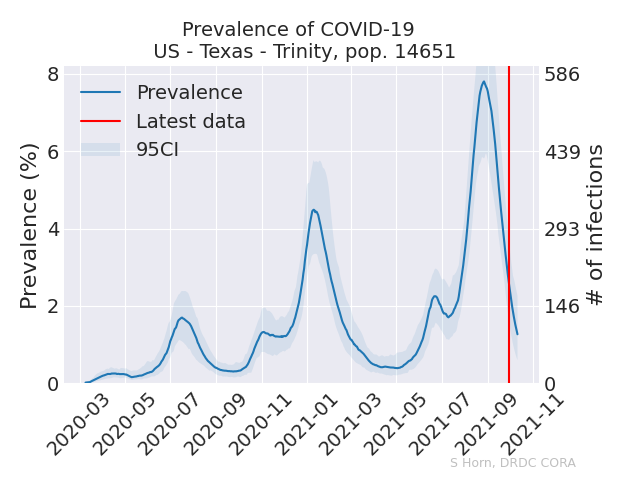 Prevalence of COVID-19
US - Texas - Trinity, pop. 14651
Prevalence
Latest data
95CI
Prevalence (%)
8
6
4
2
0
586
439
293
146
0
# of infections
2020-03
2020-05
2020-07
2020-09
2020-11
2021-01
2021-03
2021-05
2021-07
2021-09
2021-11
S Horn, DRDC CORA